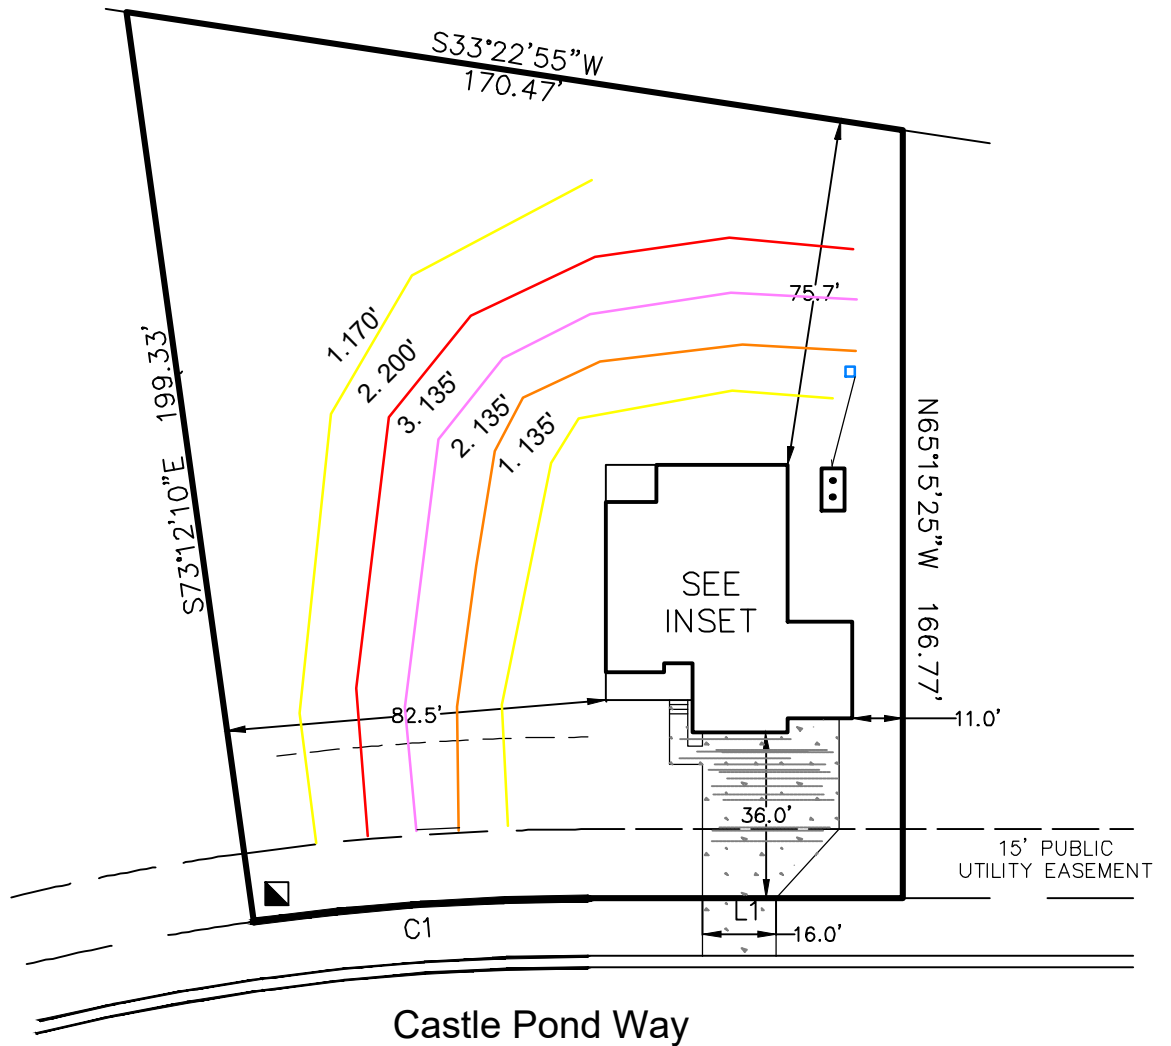 S33°22'55"W
170.47'
75.7'
1.170'
2. 200'
3. 135'
2. 135'
1. 135'
S73°12'10"E 199.33'
N65°15'25"W 166.77'
SEE
INSET
82.5'
11.0'
36.0'
15' PUBLIC
UTILITY EASEMENT
L1
C1
16.0'
Castle Pond Way